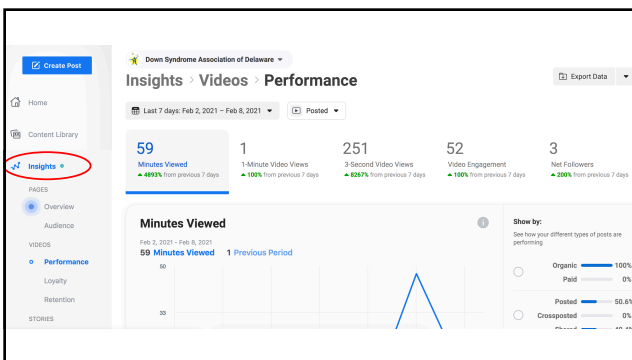 Create Post
Home
Content Library
Insights
PAGES
Overview
Audience
VIDEOS
Performance
Loyalty
Retention
STORIES
Down Syndrome Association of Delaware
Insights > Videos > Performance
Export Data
Last 7 days: Feb 2, 2021 – Feb 8, 2021
Posted
59
Minutes Viewed
4893% from previous 7 days
1
1-Minute Video Views
100% from previous 7 days
251
3-Second Video Views
8267% from previous 7 days
52
Video Engagement
100% from previous 7 days
3
Net Followers
200% from previous 7 days
Minutes Viewed
Feb 2, 2021 - Feb 8, 2021
59 Minutes Viewed 1 Previous Period
50
33
Show by:
See how your different types of posts are
performing
Organic 100%
Paid 0%
Posted 50.6%
Crossposted 0%
Shared 49.4%